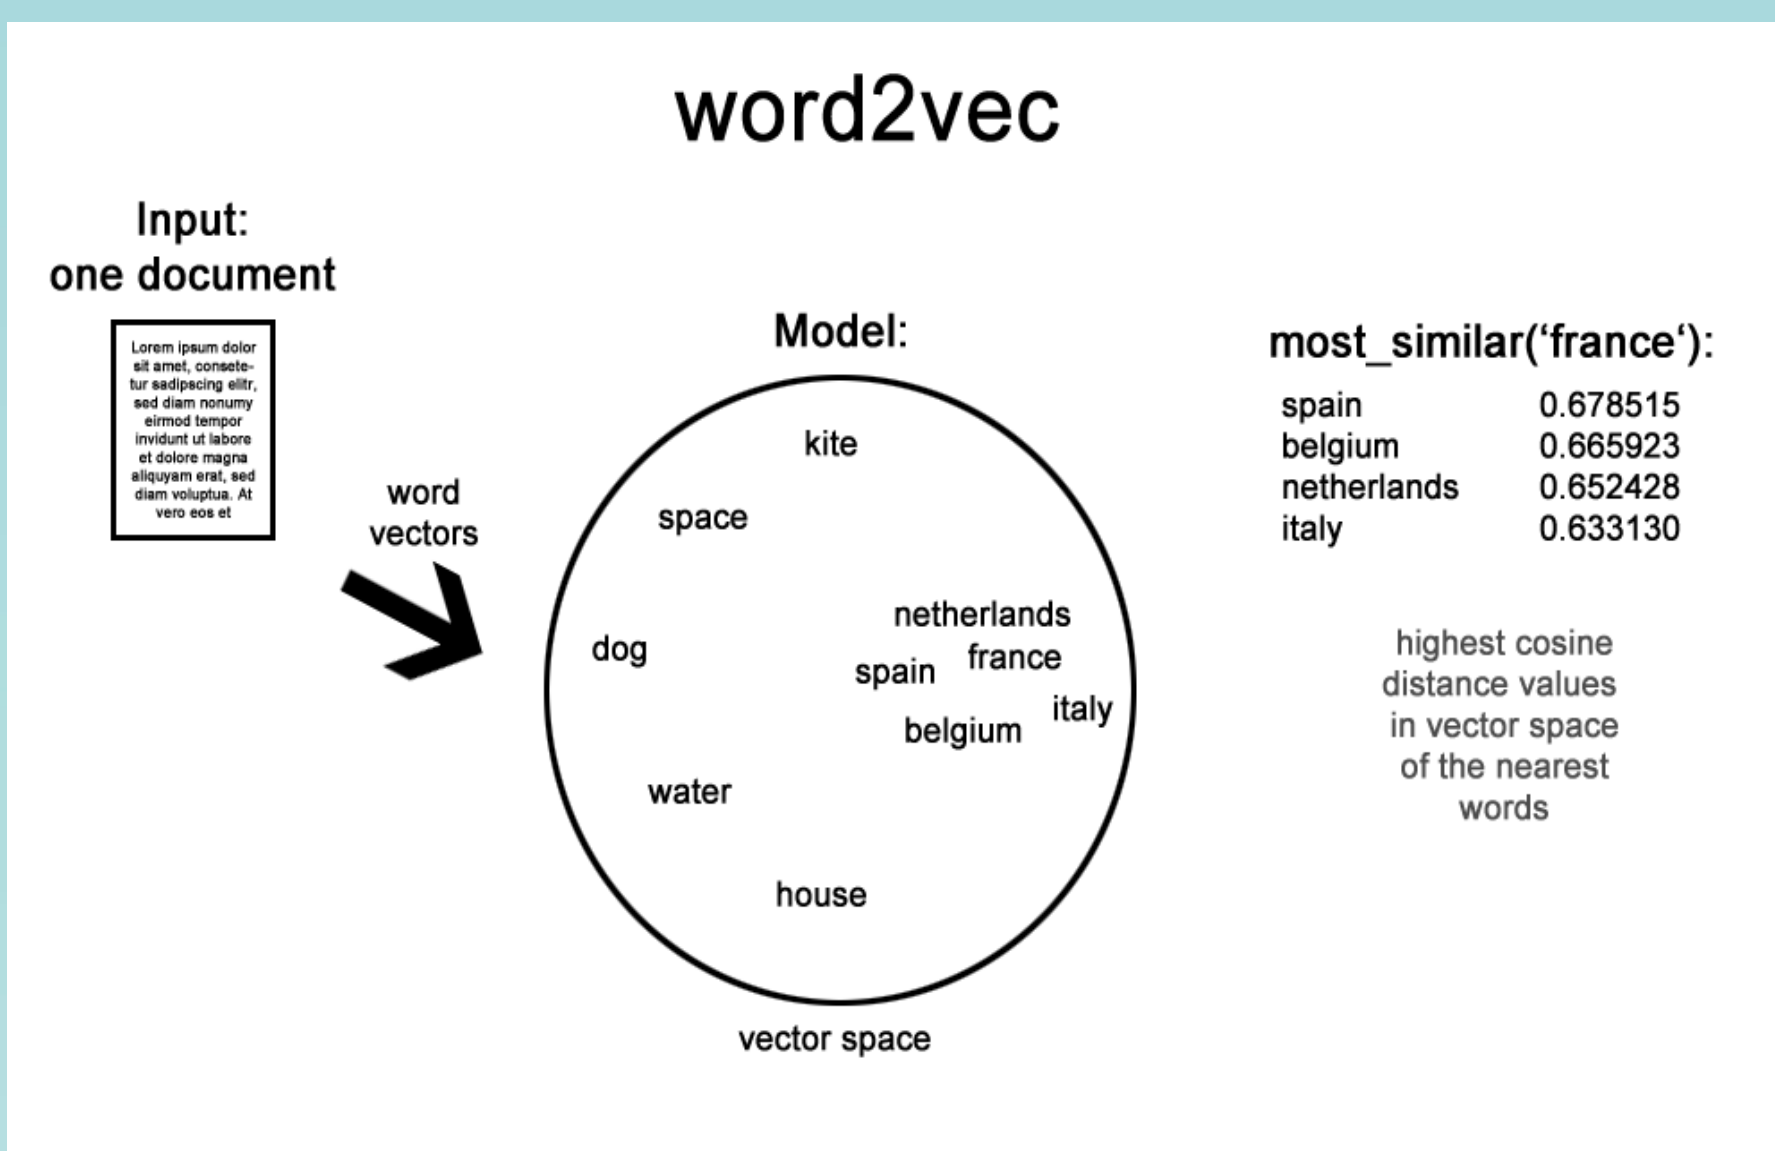 word2vec
Input:
one document
Lorem ipsum dolor
sit amet, consete-
tur sadipscing elitr,
sed diam nonumy
eirmod tempor
invidunt ut labore
et dolore magna
aliquyam erat, sed
diam voluptua. At
vero eos et
word
vectors
Model:
kite
space
netherlands
dog
spain france
italy
belgium
water
house
vector space
most_similar(‘france‘):
spain 0.678515
belgium 0.665923
netherlands 0.652428
italy 0.633130
highest cosine
distance values
in vector space
of the nearest
words